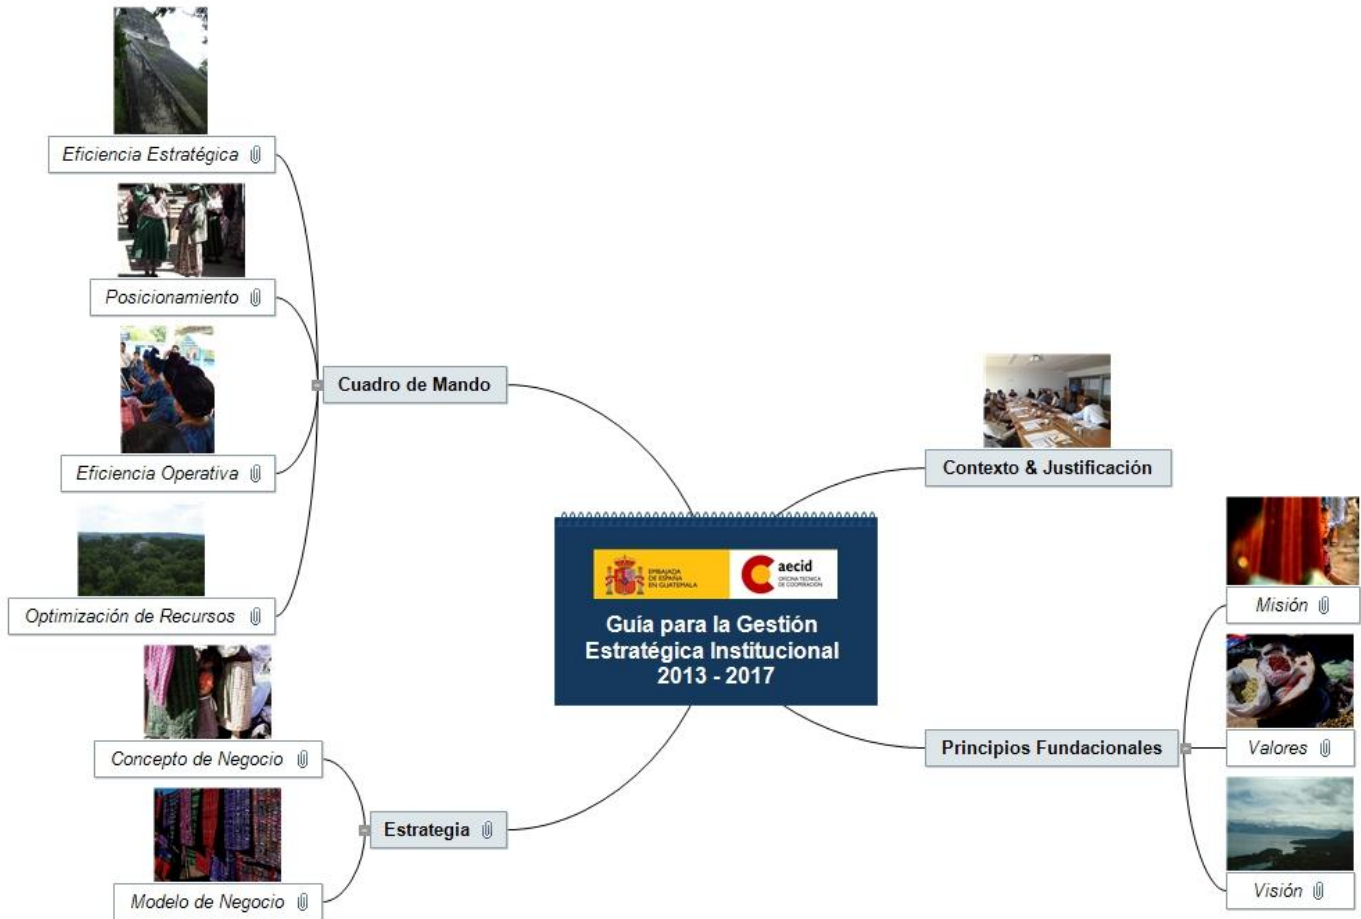 Eficiencia Estratégica
Posicionamiento
Cuadro de Mando
Eficiencia Operativa
Optimización de Recursos
Concepto de Negocio
Estrategia
Modelo de Negocio
EMBAJADA
DE ESPAÑA
EN GUATEMALA
aecid
OFICINA TÉCNICA
DE COOPERACIÓN
Guía para la Gestión
Estratégica Institucional
2013 - 2017
Contexto & Justificación
Principios Fundacionales
Misión
Valores
Visión